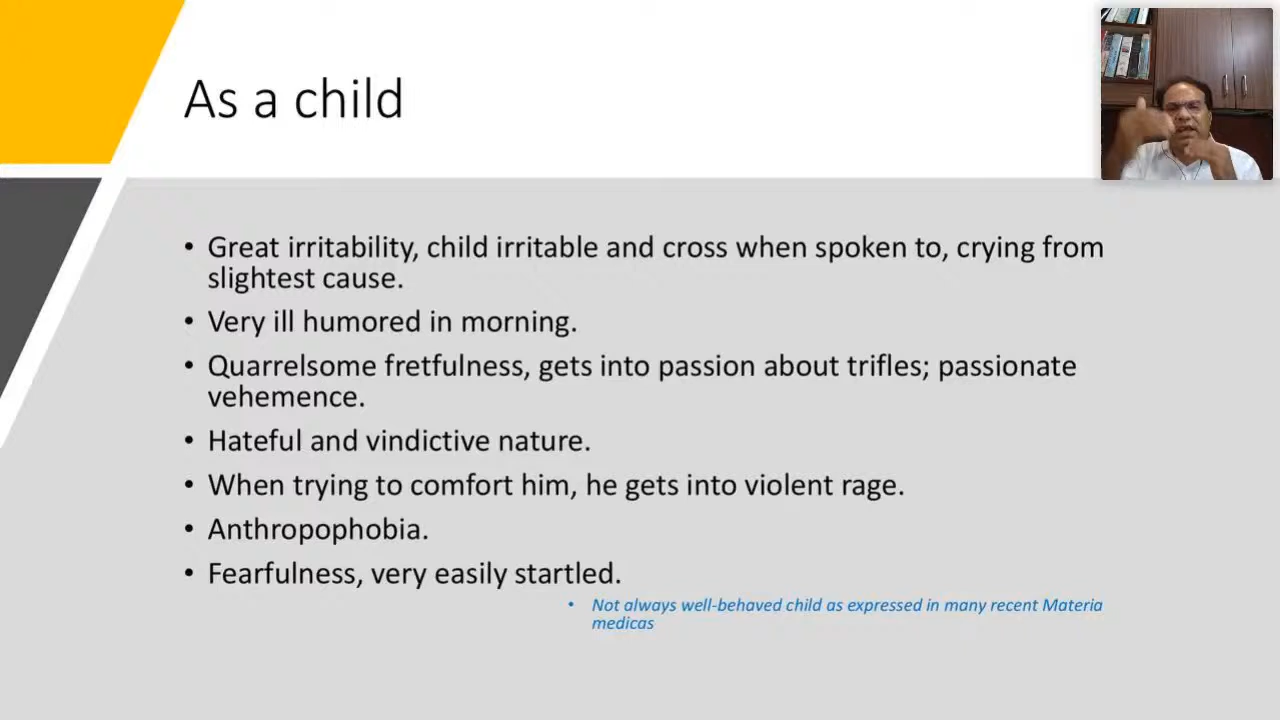 As a child
• Great irritability, child irritable and cross when spoken to, crying from
slightest cause.
• Very ill humored in morning.
• Quarrelsome fretfulness, gets into passion about trifles; passionate
vehemence.
• Hateful and vindictive nature.
• When trying to comfort him, he gets into violent rage.
• Anthropophobia.
• Fearfulness, very easily startled.
• Not always well-behaved child as expressed in many recent Materia
medicas